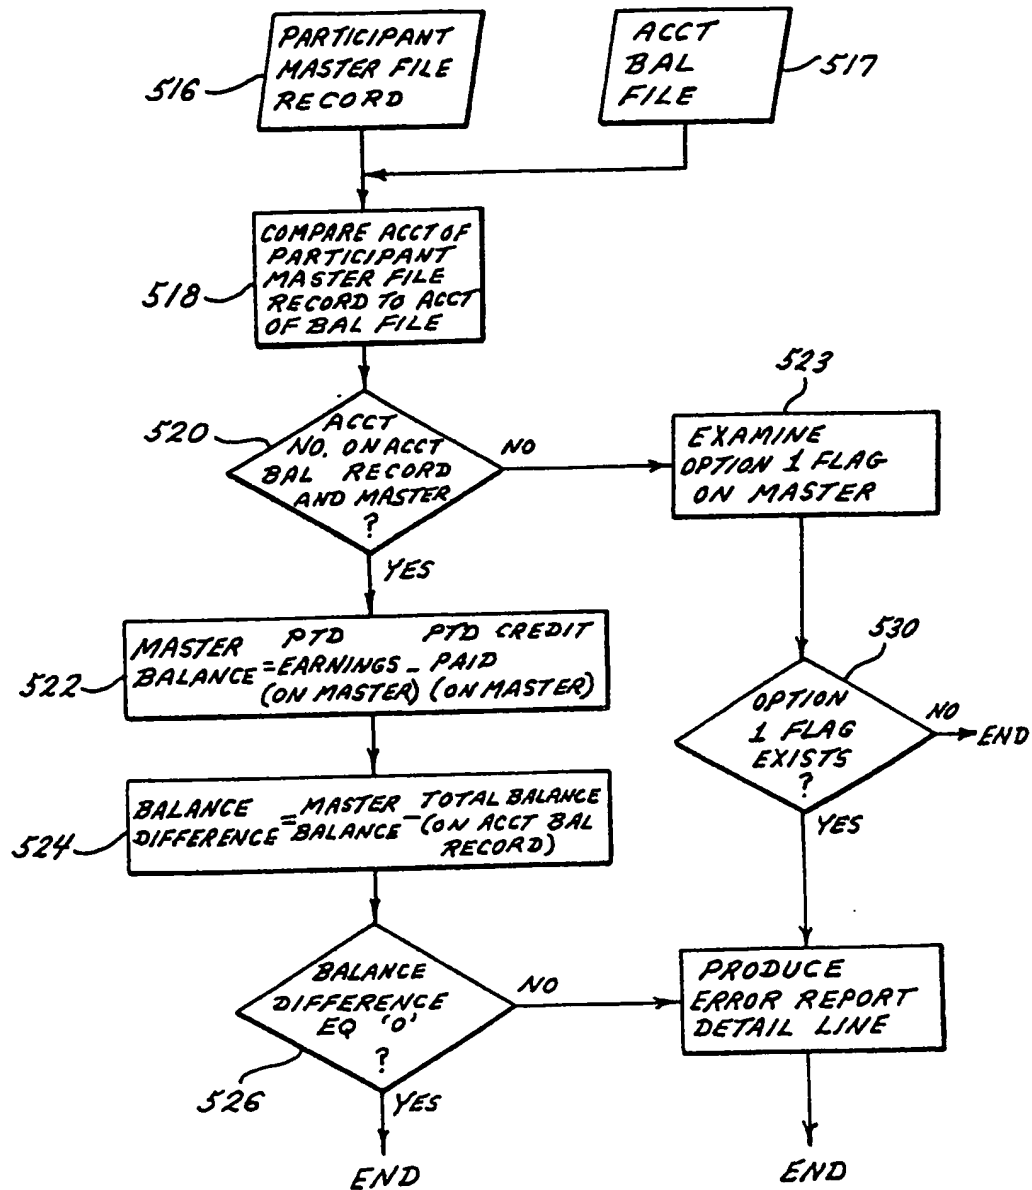 PARTICIPANT
MASTER FILE
RECORD
516
ACCT
BAL
FILE
517
COMPARE ACCT OF
PARTICIPANT
MASTER FILE
RECORD TO ACCT
OF BAL FILE
518
ACCT
NO. ON ACCT
BAL RECORD
AND MASTER
?
520
NO
YES
523
EXAMINE
OPTION 1 FLAG
ON MASTER
MASTER PTD PTD CREDIT
BALANCE = EARNINGS - PAID
(ON MASTER) (ON MASTER)
522
530
OPTION
1 FLAG
EXISTS
?
NO
END
YES
BALANCE = MASTER - TOTAL BALANCE
DIFFERENCE BALANCE (ON ACCT BAL
RECORD)
524
BALANCE
DIFFERENCE
EQ '0'
?
526
NO
YES
END
PRODUCE
ERROR REPORT
DETAIL LINE
END